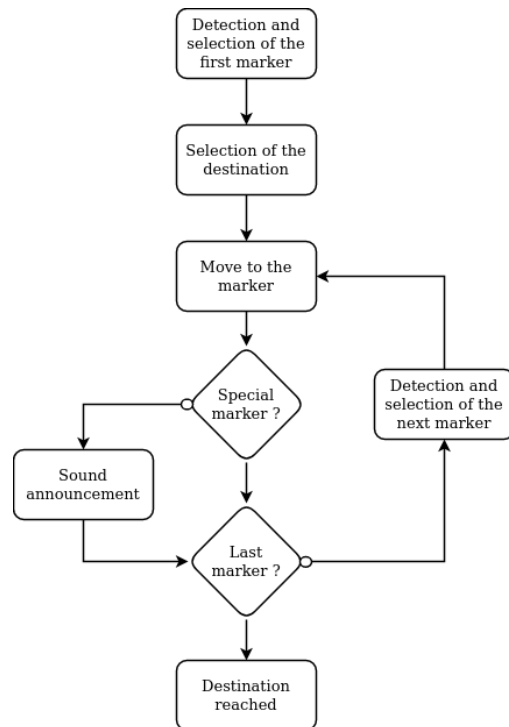 Detection and
selection of the
first marker
Selection of the
destination
Move to the
marker
Special
marker ?
Detection and
selection of the
next marker
Sound
announcement
Last
marker ?
Destination
reached